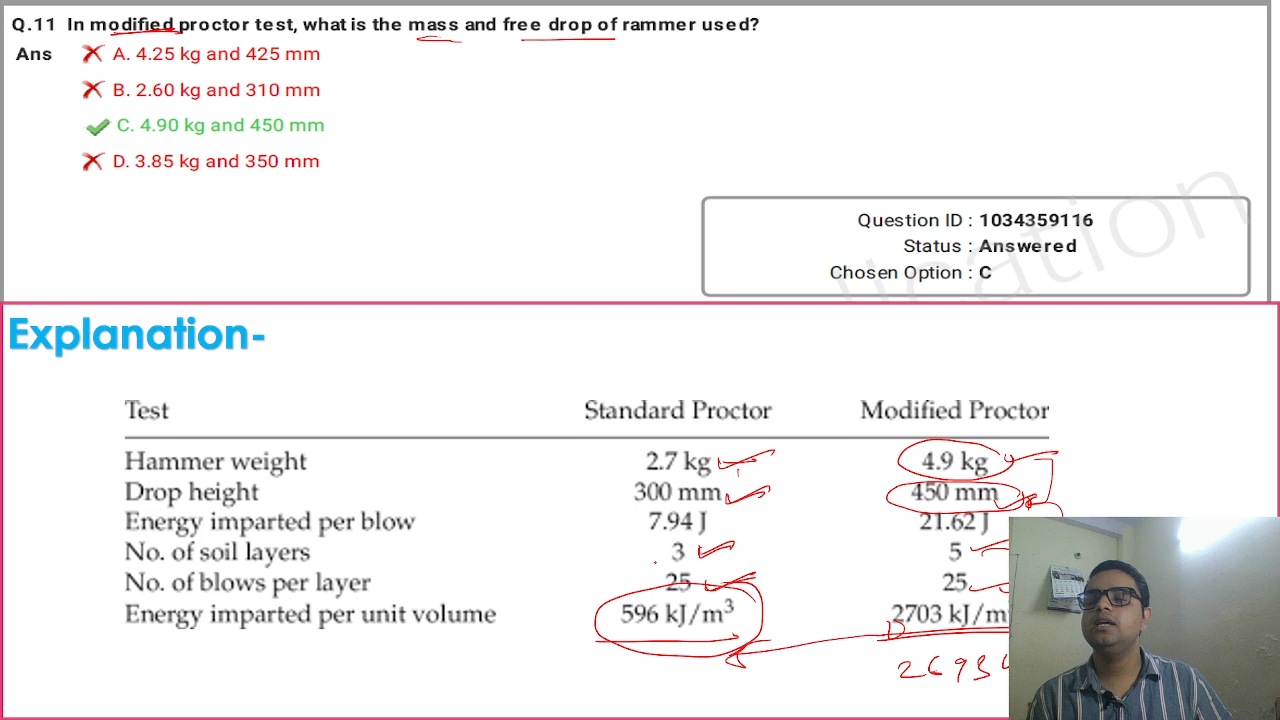 Q.11 In modified proctor test, what is the mass and free drop of rammer used?
Ans A. 4.25 kg and 425 mm
B. 2.60 kg and 310 mm
C. 4.90 kg and 450 mm
D. 3.85 kg and 350 mm
Question ID : 1034359116
Status : Answered
Chosen Option : C
Explanation-
Test Standard Proctor Modified Proctor
Hammer weight 2.7 kg 4.9 kg
Drop height 300 mm 450 mm
Energy imparted per blow 7.94 J 21.62 J
No. of soil layers 3 5
No. of blows per layer 25 25
Energy imparted per unit volume 596 kJ/m³ 2703 kJ/m